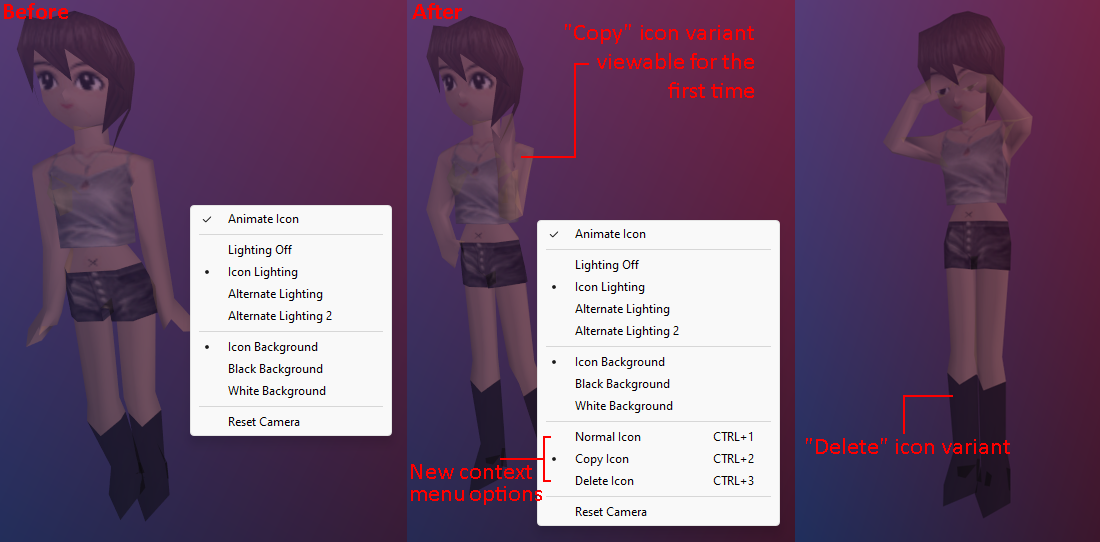 Before
Animate Icon
Lighting Off
Icon Lighting
Alternate Lighting
Alternate Lighting 2
Icon Background
Black Background
White Background
Reset Camera
After
"Copy" icon variant
viewable for the
first time
Animate Icon
Lighting Off
Icon Lighting
Alternate Lighting
Alternate Lighting 2
Icon Background
Black Background
White Background
Normal Icon CTRL+1
Copy Icon CTRL+2
Delete Icon CTRL+3
Reset Camera
New context
menu options
"Delete" icon variant